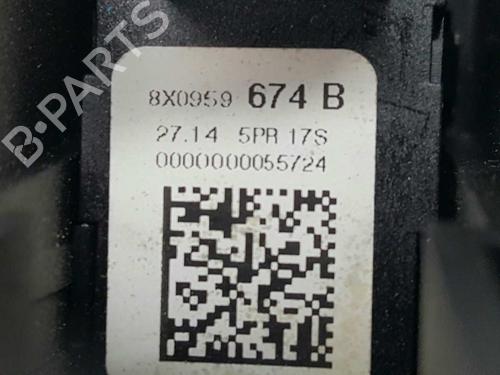 B-PARTS
8X0959 674 B
27.14 5PR 17S
0000000055724